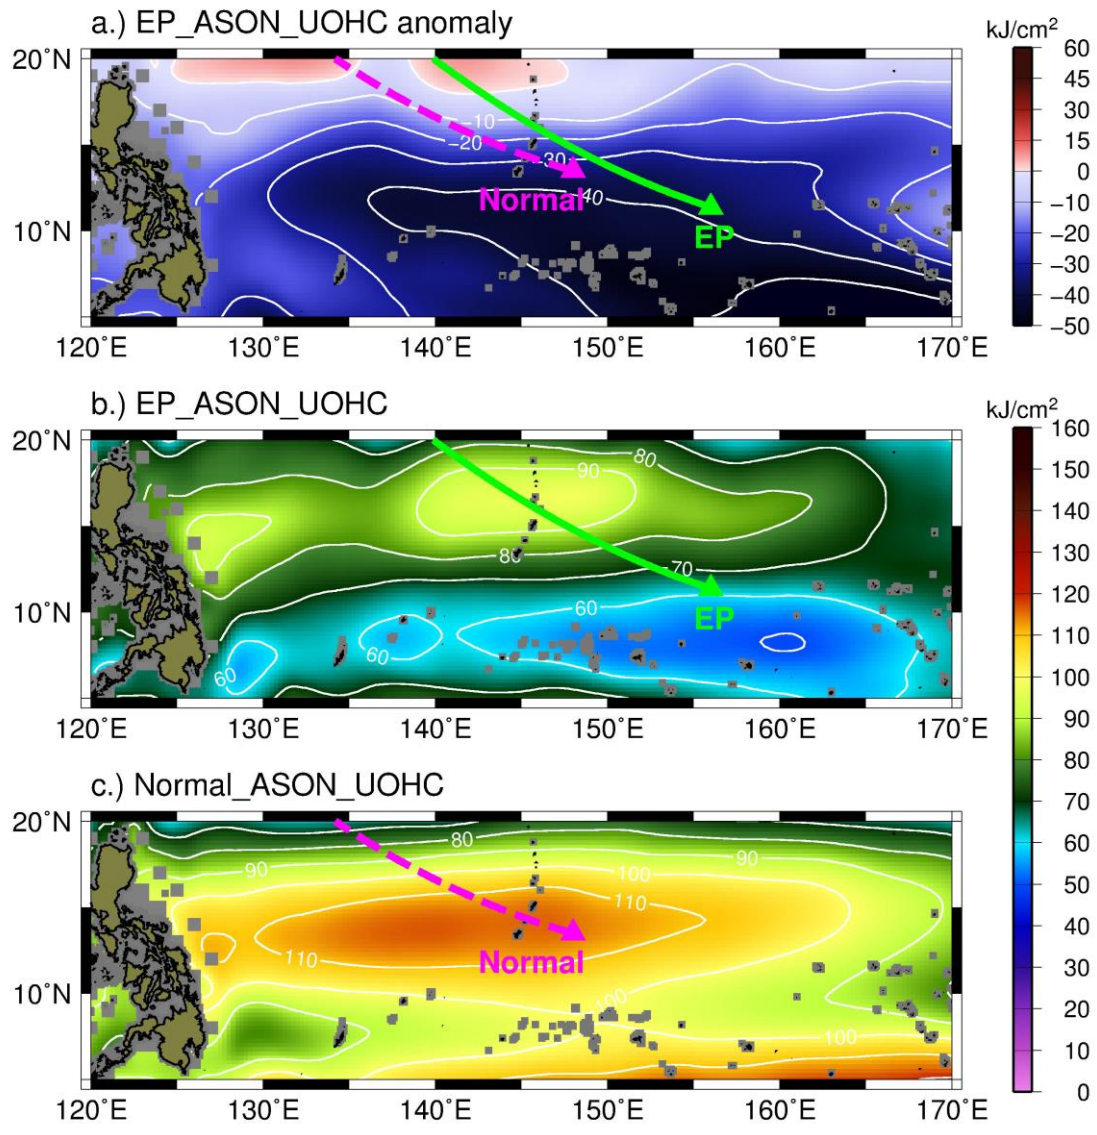 a.) EP_ASON_UOHC anomaly
kJ/cm²
20°N
10°N
-10
-20
-30
-40
Normal
EP
120°E 130°E 140°E 150°E 160°E 170°E
60
45
30
15
0
−10
−20
−30
−40
−50
b.) EP_ASON_UOHC
kJ/cm²
20°N
10°N
80
90
80
70
60
60
60
EP
120°E 130°E 140°E 150°E 160°E 170°E
c.) Normal_ASON_UOHC
20°N
10°N
80
90
90
100
110
110
100
100
Normal
120°E 130°E 140°E 150°E 160°E 170°E
160
150
140
130
120
110
100
90
80
70
60
50
40
30
20
10
0